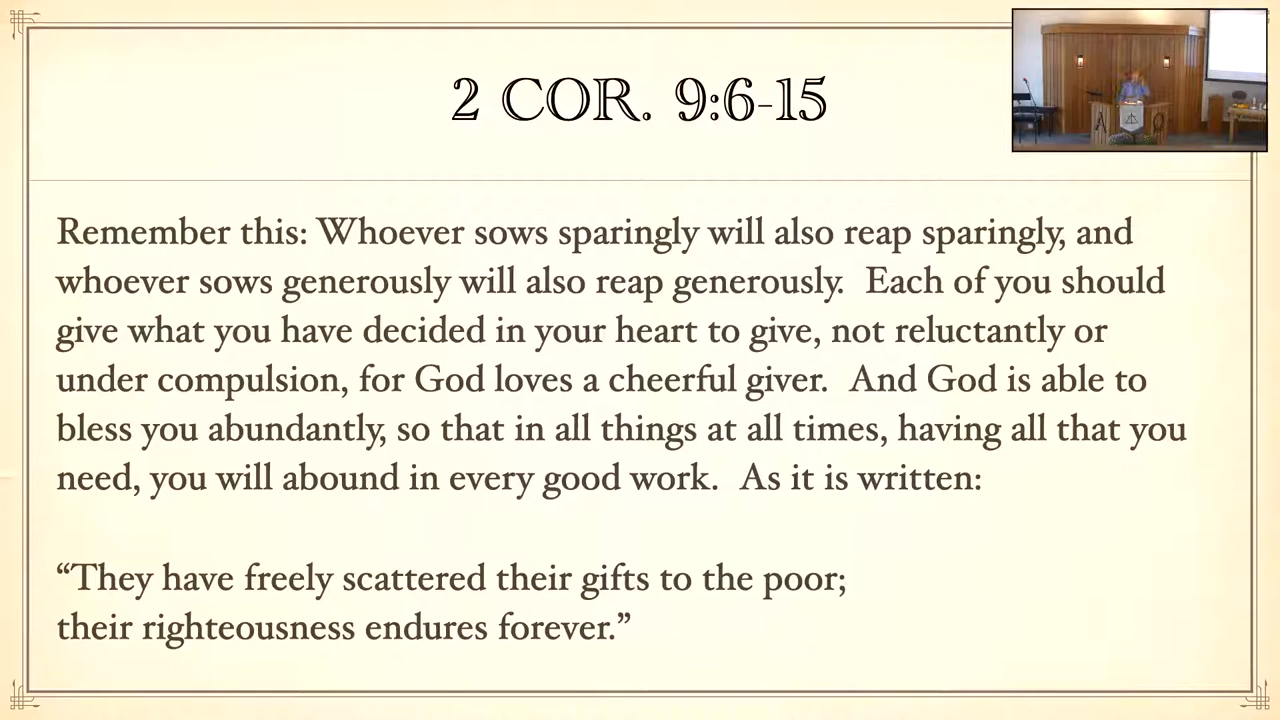 2 COR. 9:6-15
Remember this: Whoever sows sparingly will also reap sparingly, and
whoever sows generously will also reap generously.  Each of you should
give what you have decided in your heart to give, not reluctantly or
under compulsion, for God loves a cheerful giver.  And God is able to
bless you abundantly, so that in all things at all times, having all that you
need, you will abound in every good work.  As it is written:
“They have freely scattered their gifts to the poor;
their righteousness endures forever.”